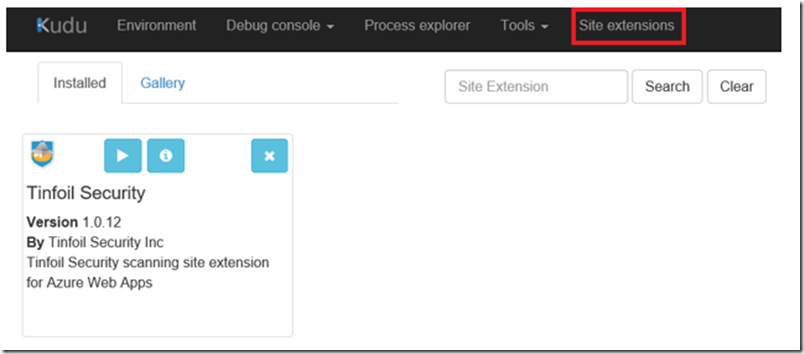 Kudu Environment Debug console Process explorer Tools Site extensions
Installed Gallery Site Extension Search Clear
Tinfoil Security
Version 1.0.12
By Tinfoil Security Inc
Tinfoil Security scanning site extension
for Azure Web Apps